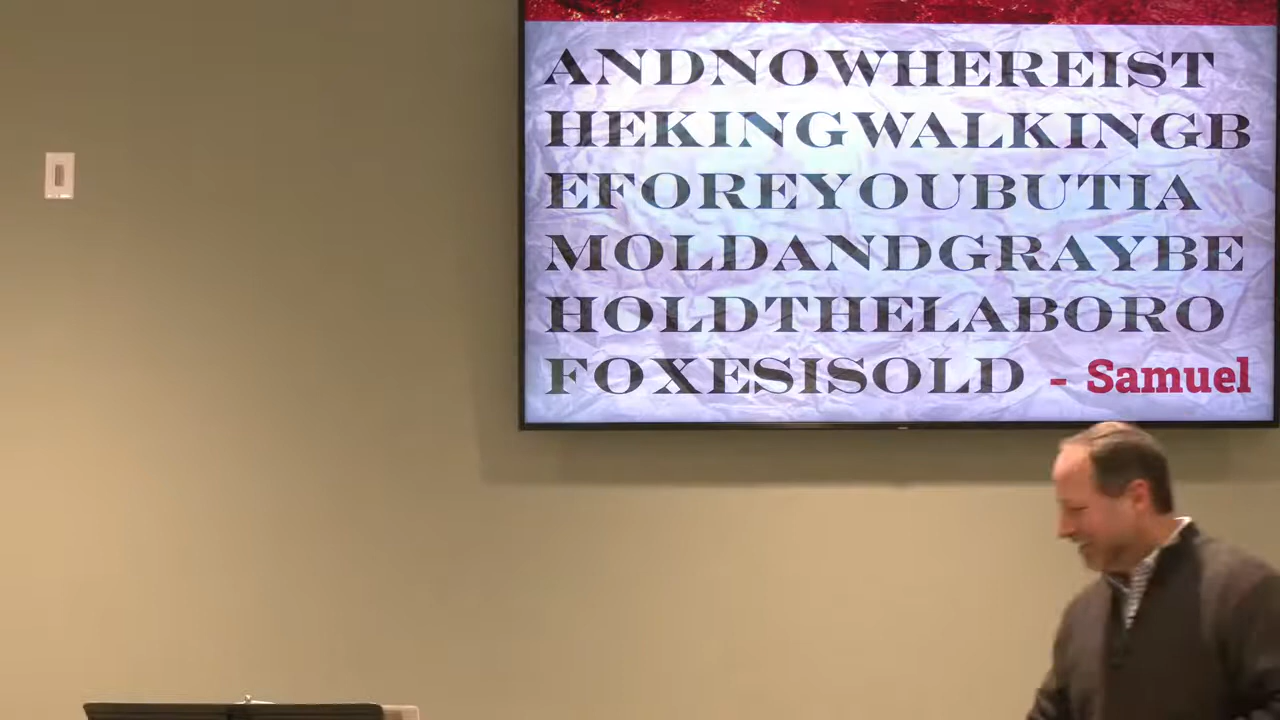 ANDNOWHEREIST
HEKINGWALKINGB
EFOREYOUBUTIA
MOLDANDGRAYBE
HOLDTHELABORO
FOXESISOLD - Samuel